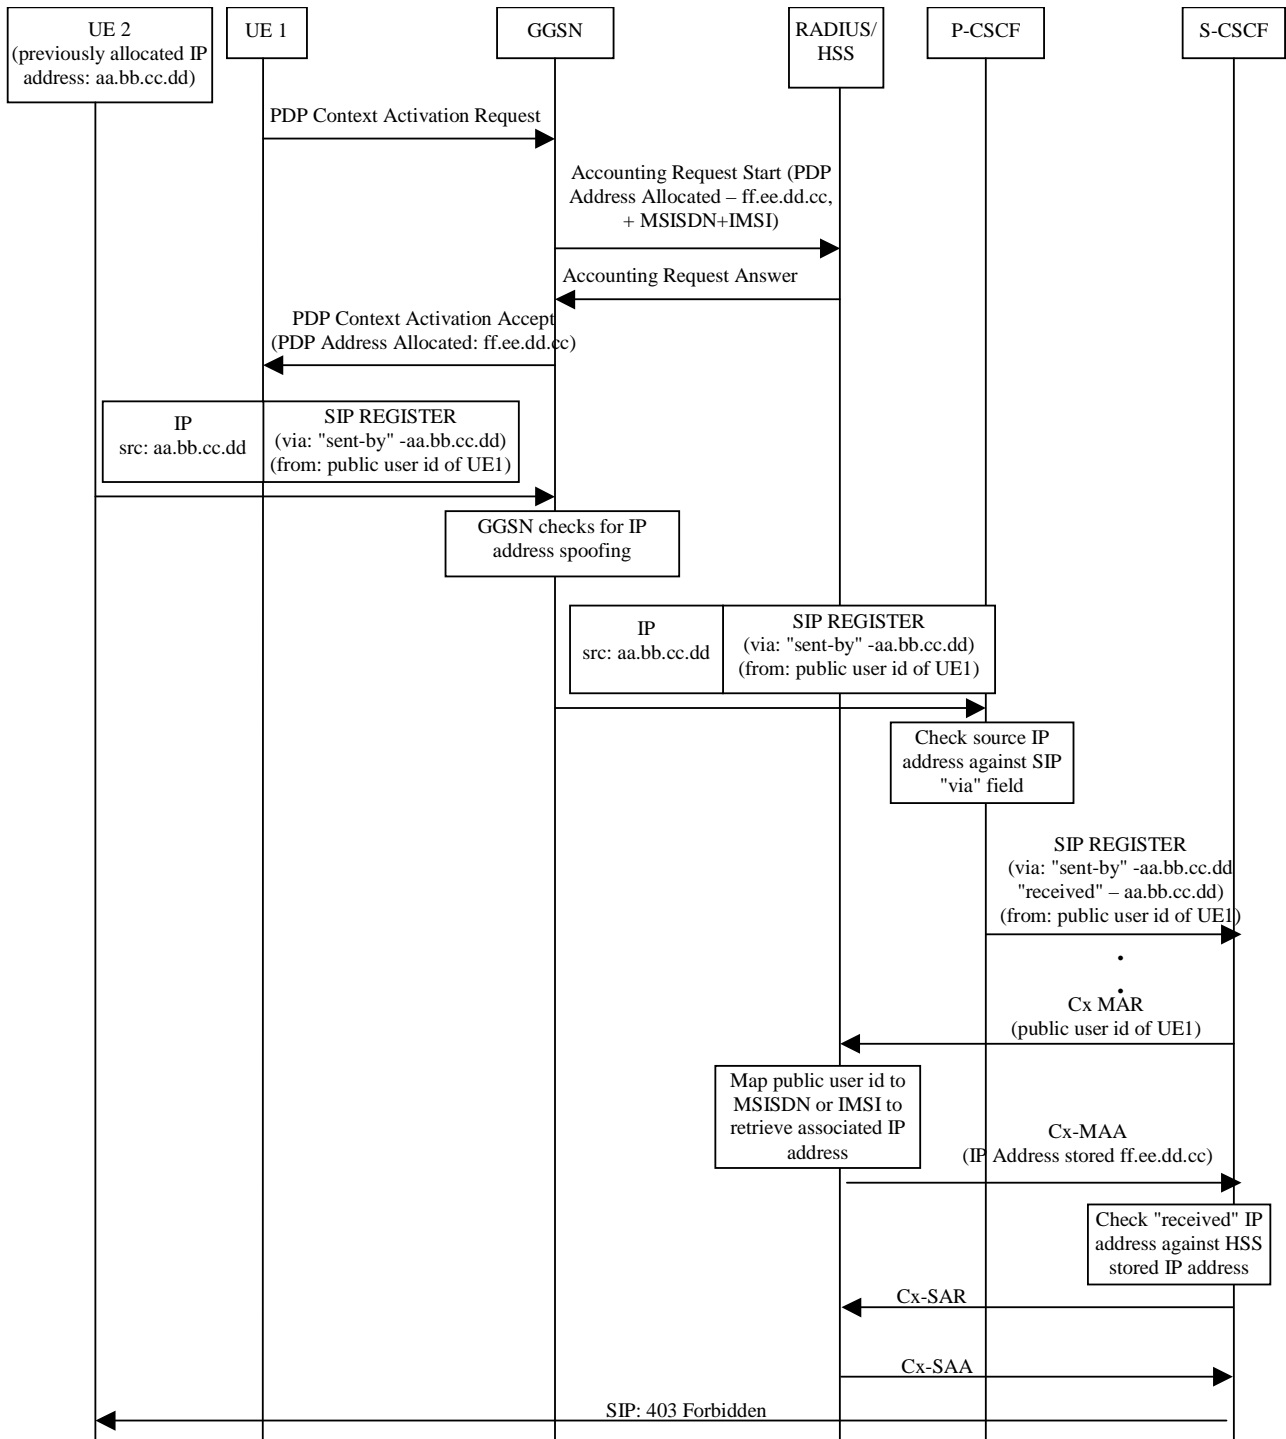 UE 2
(previously allocated IP
address: aa.bb.cc.dd)
UE 1
GGSN
RADIUS/
HSS
P-CSCF
S-CSCF
PDP Context Activation Request
Accounting Request Start (PDP
Address Allocated – ff.ee.dd.cc,
+ MSISDN+IMSI)
Accounting Request Answer
PDP Context Activation Accept
(PDP Address Allocated: ff.ee.dd.cc)
IP
src: aa.bb.cc.dd
SIP REGISTER
(via: "sent-by" -aa.bb.cc.dd)
(from: public user id of UE1)
GGSN checks for IP
address spoofing
IP
src: aa.bb.cc.dd
SIP REGISTER
(via: "sent-by" -aa.bb.cc.dd)
(from: public user id of UE1)
Check source IP
address against SIP
"via" field
SIP REGISTER
(via: "sent-by" -aa.bb.cc.dd
"received" – aa.bb.cc.dd)
(from: public user id of UE1)
.
.
Cx MAR
(public user id of UE1)
Map public user id to
MSISDN or IMSI to
retrieve associated IP
address
Cx-MAA
(IP Address stored ff.ee.dd.cc)
Check "received" IP
address against HSS
stored IP address
Cx-SAR
Cx-SAA
SIP: 403 Forbidden